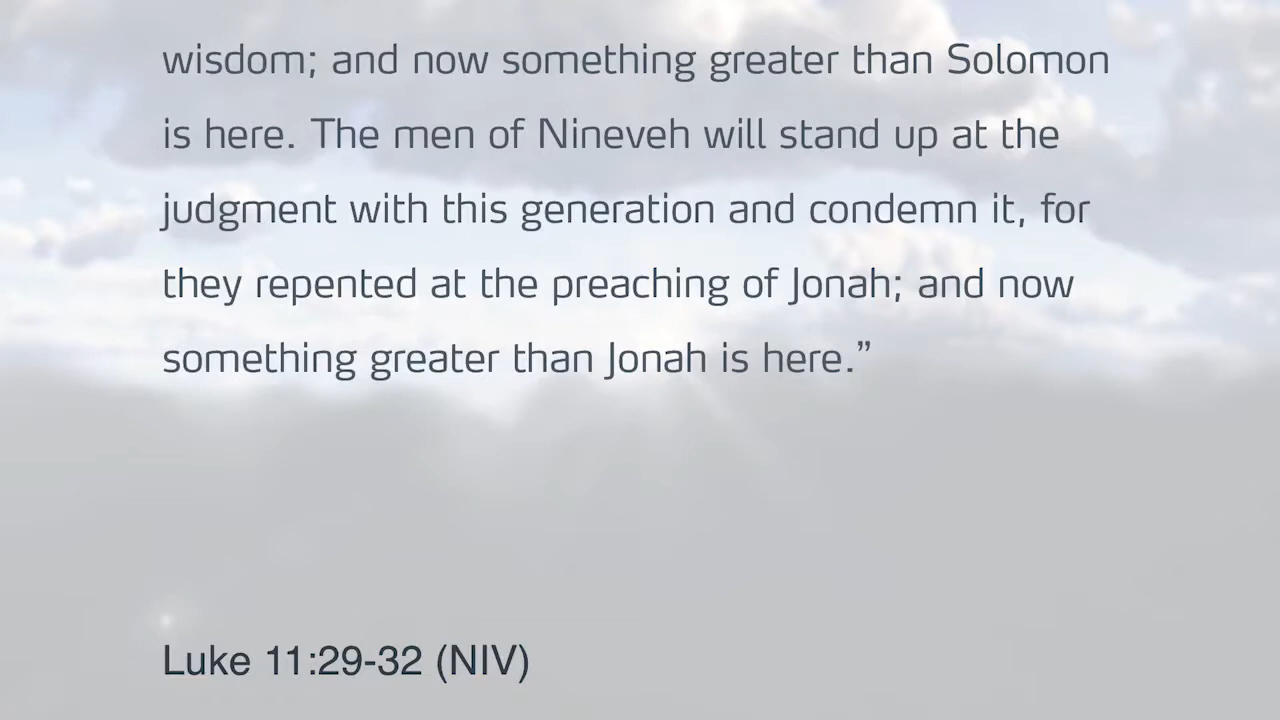 wisdom; and now something greater than Solomon
is here. The men of Nineveh will stand up at the
judgment with this generation and condemn it, for
they repented at the preaching of Jonah; and now
something greater than Jonah is here.”
Luke 11:29-32 (NIV)